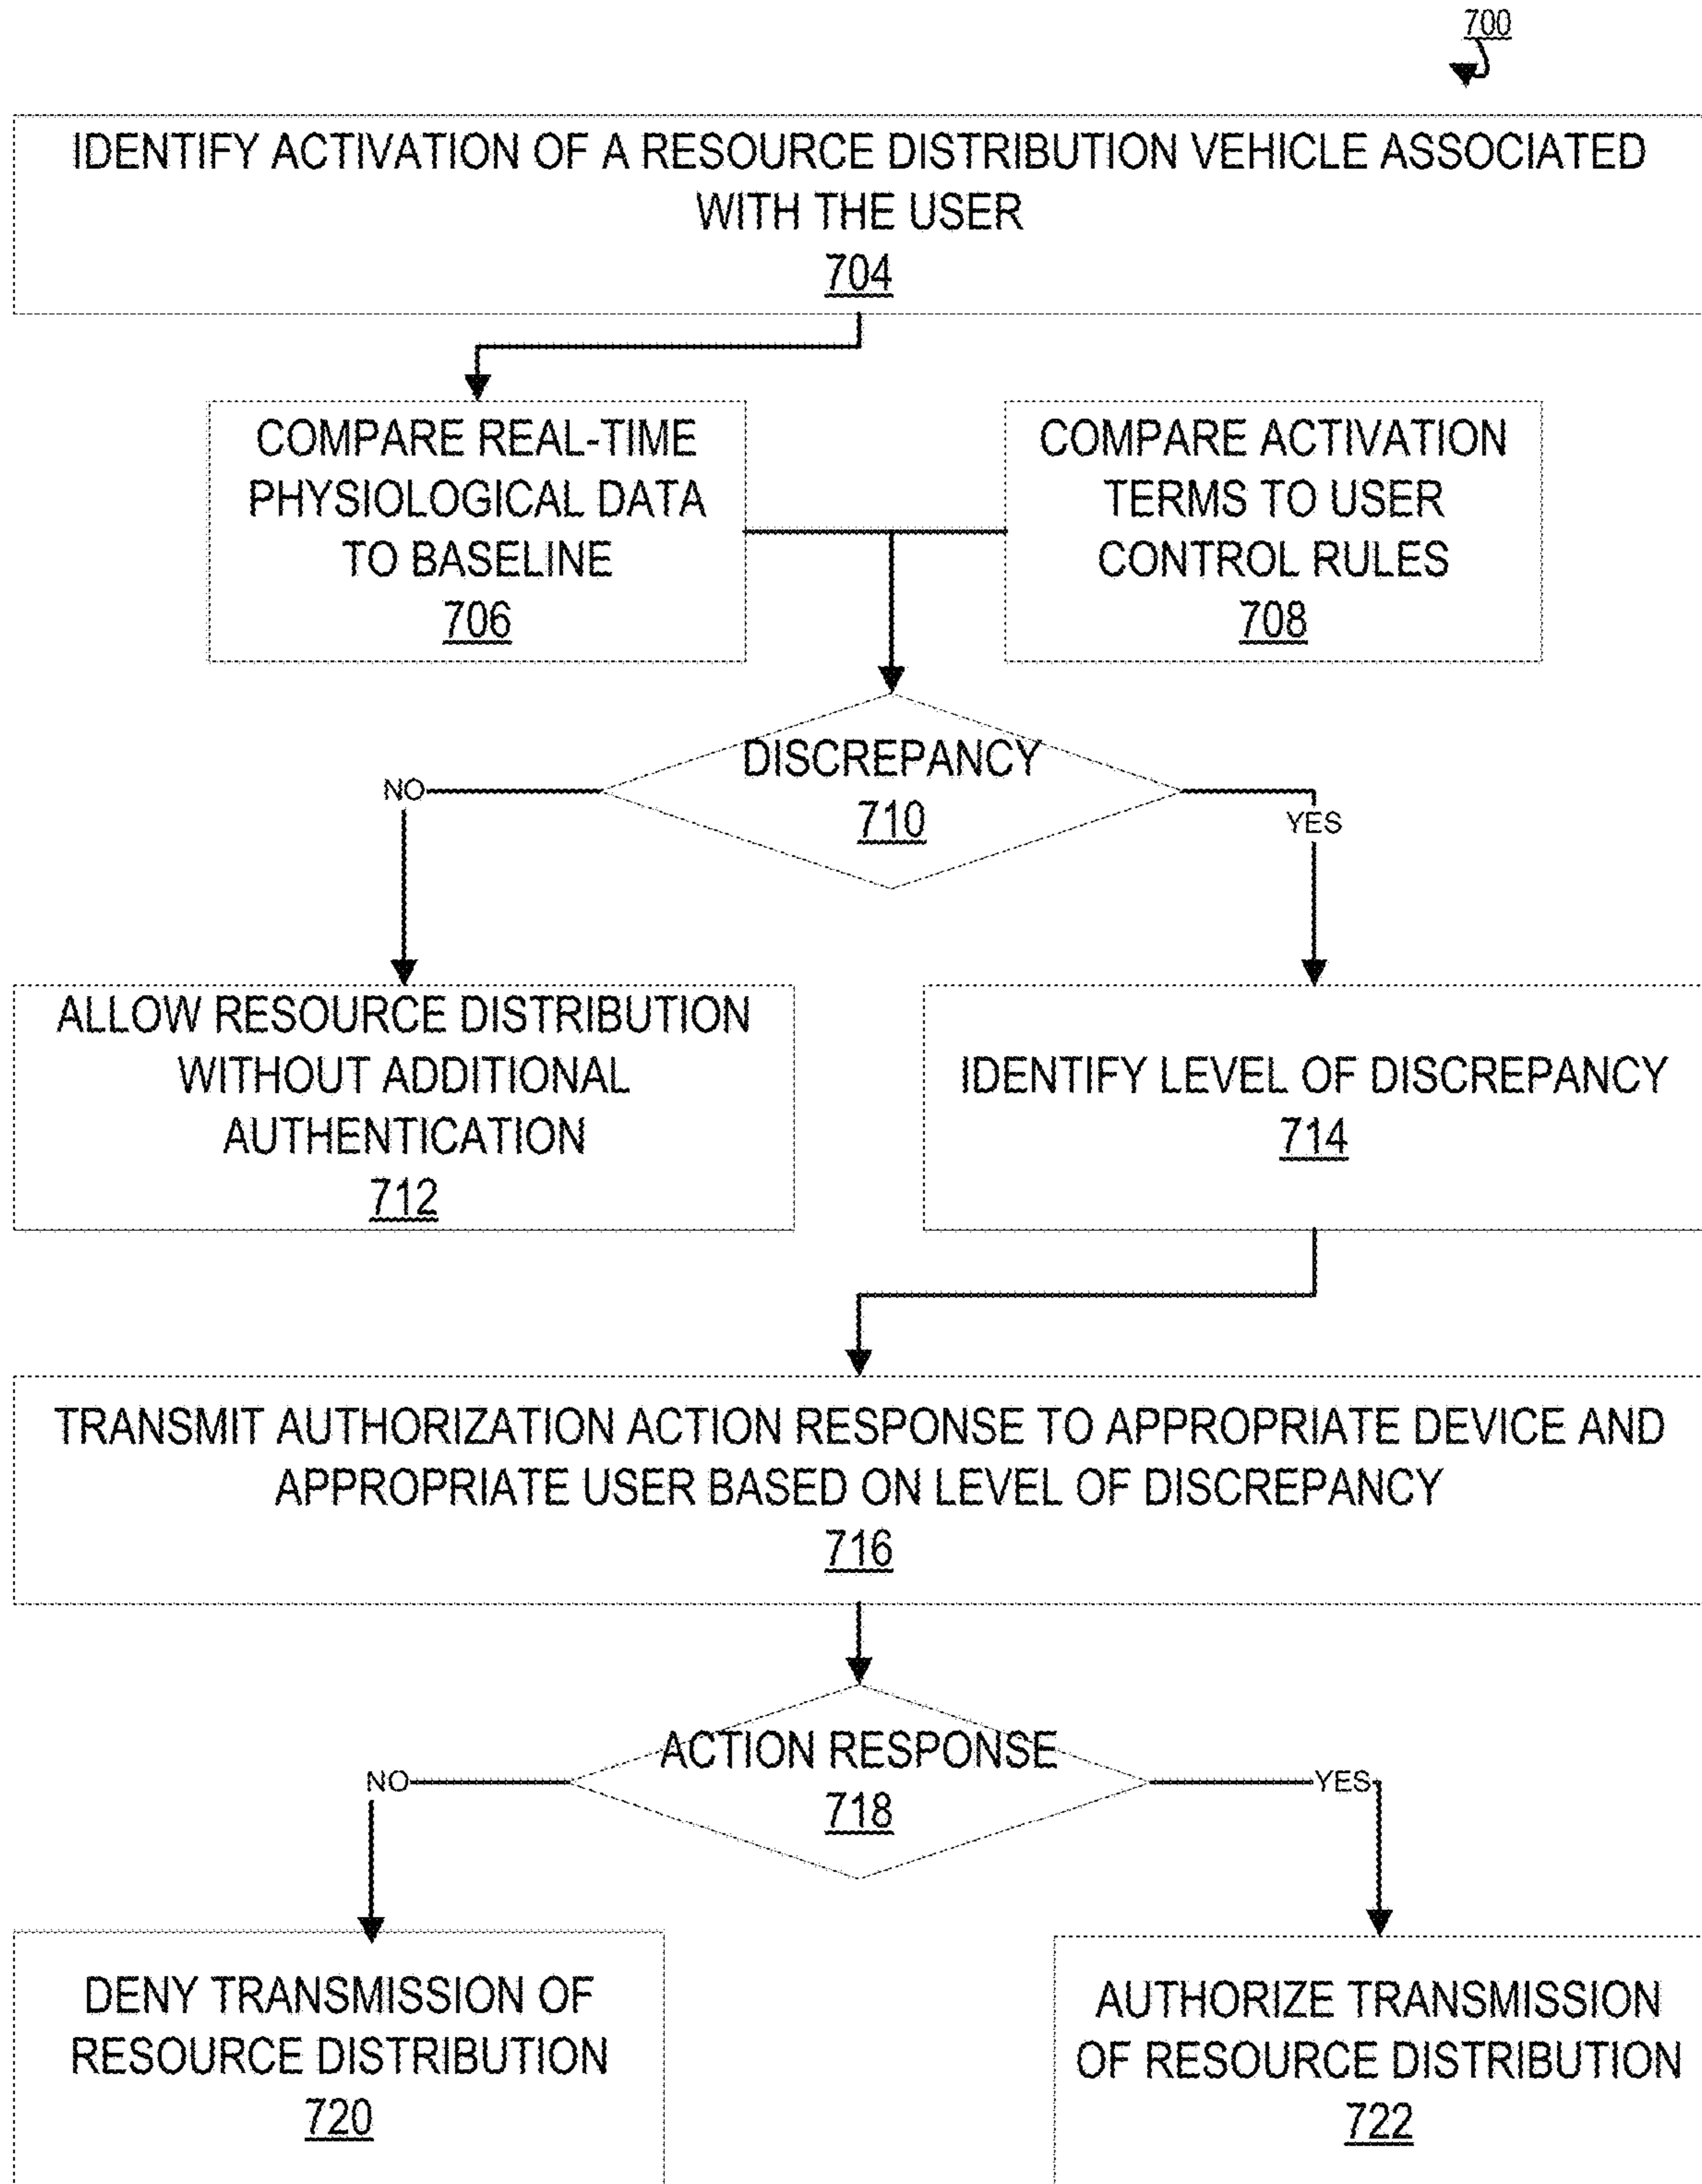 700
IDENTIFY ACTIVATION OF A RESOURCE DISTRIBUTION VEHICLE ASSOCIATED
WITH THE USER
704
COMPARE REAL-TIME
PHYSIOLOGICAL DATA
TO BASELINE
706
COMPARE ACTIVATION
TERMS TO USER
CONTROL RULES
708
DISCREPANCY
710
NO
YES
ALLOW RESOURCE DISTRIBUTION
WITHOUT ADDITIONAL
AUTHENTICATION
712
IDENTIFY LEVEL OF DISCREPANCY
714
TRANSMIT AUTHORIZATION ACTION RESPONSE TO APPROPRIATE DEVICE AND
APPROPRIATE USER BASED ON LEVEL OF DISCREPANCY
716
ACTION RESPONSE
718
NO
YES
DENY TRANSMISSION OF
RESOURCE DISTRIBUTION
720
AUTHORIZE TRANSMISSION
OF RESOURCE DISTRIBUTION
722